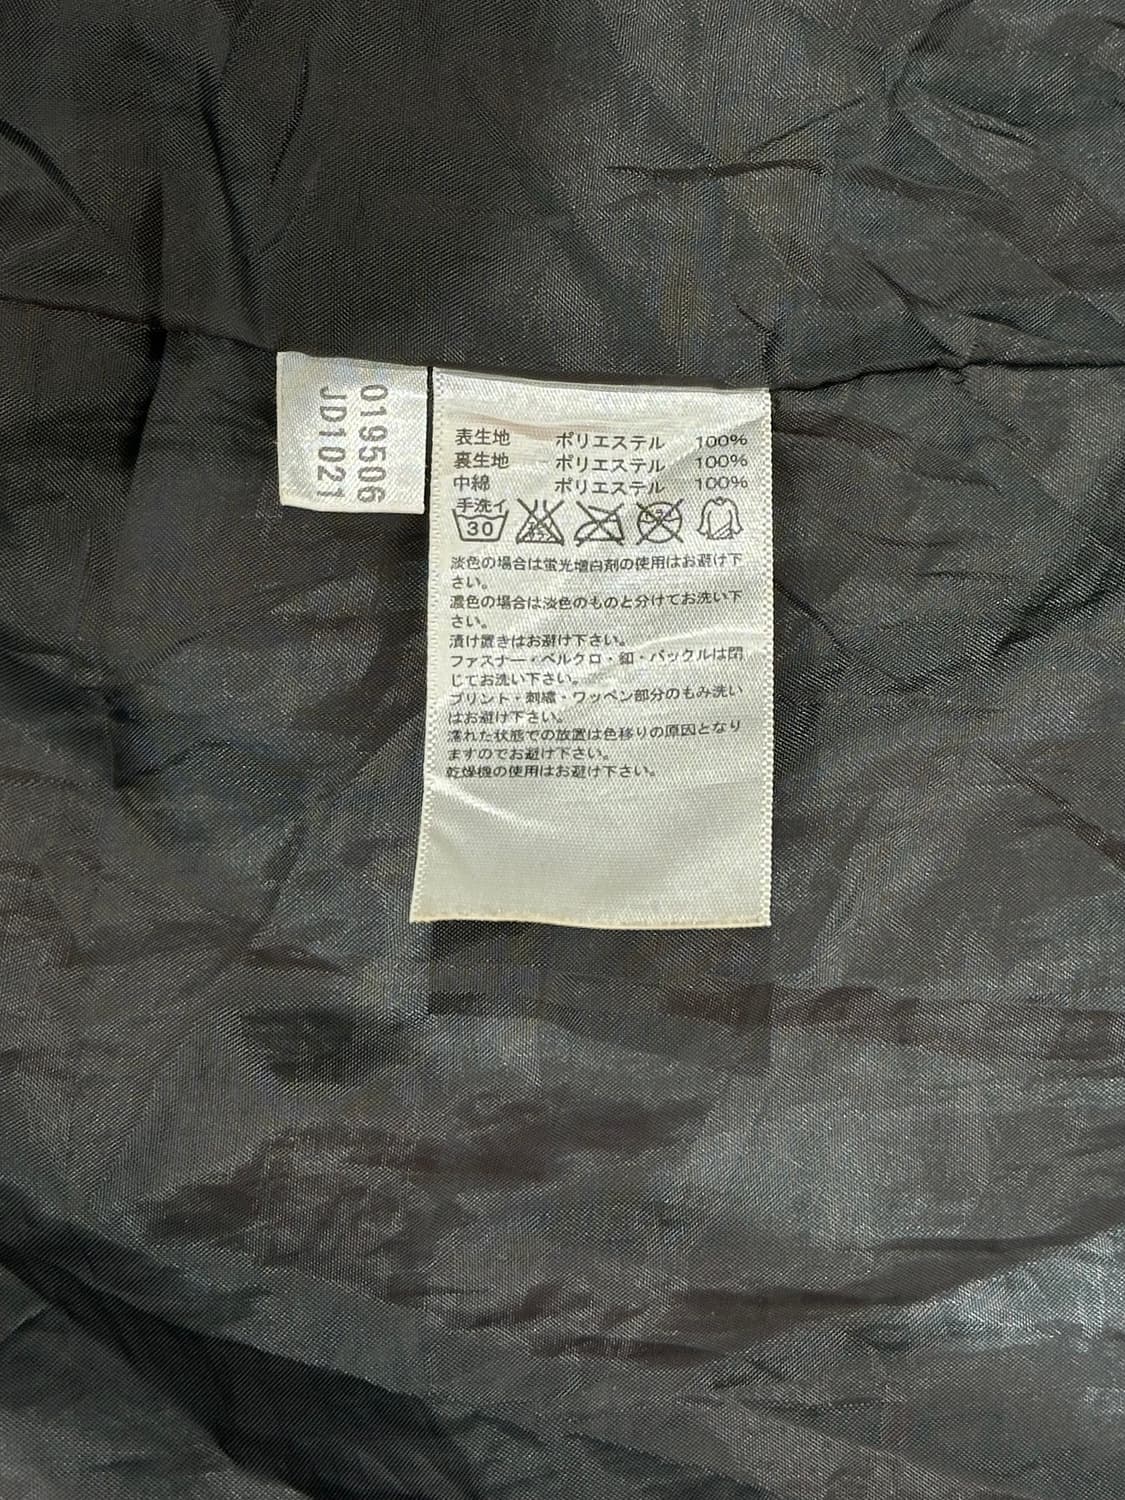 019506
JD1021
表生地 ポリエステル 100%
裏生地 ポリエステル 100%
中綿 ポリエステル 100%
手洗イ
30
淡色の場合は蛍光増白剤の使用はお避け下
さい。
濃色の場合は淡色のものと分けてお洗い下
さい。
漬け置きはお避け下さい。
ファスナー・ベルクロ・釦・バックルは閉
じてお洗い下さい。
プリント・刺繍・ワッペン部分のもみ洗い
はお避け下さい。
濡れた状態での放置は色移りの原因となり
ますのでお避け下さい。
乾燥機の使用はお避け下さい。